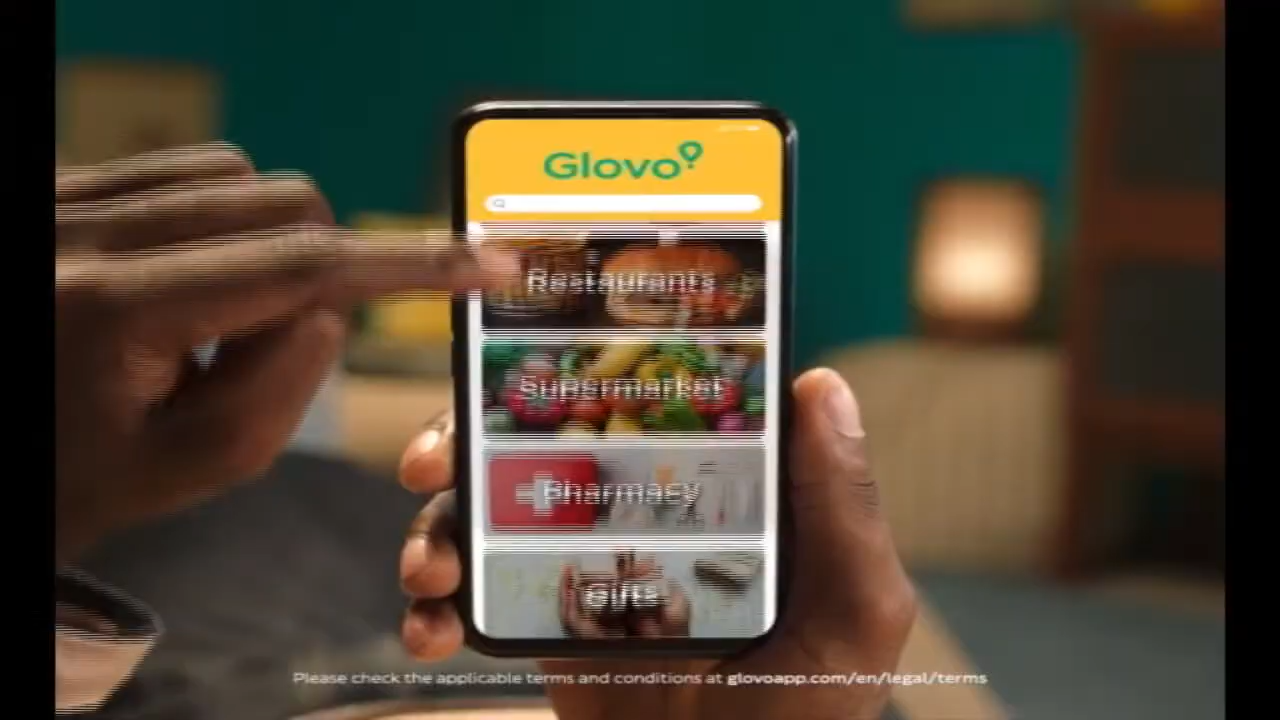 Glovo
Restaurants
Supermarket
Pharmacy
Gifts
Please check the applicable terms and conditions at glovoapp.com/en/legal/terms